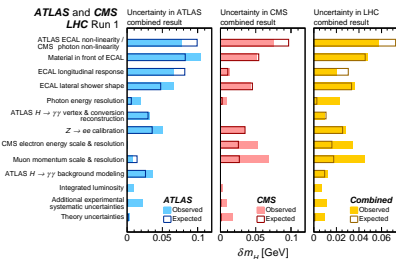 ATLAS and CMS
LHC Run 1
Uncertainty in ATLAS
combined result
Uncertainty in CMS
combined result
Uncertainty in LHC
combined result
ATLAS ECAL non-linearity /
CMS photon non-linearity
Material in front of ECAL
ECAL longitudinal response
ECAL lateral shower shape
Photon energy resolution
ATLAS H → γγ vertex & conversion
reconstruction
Z → ee calibration
CMS electron energy scale & resolution
Muon momentum scale & resolution
ATLAS H → γγ background modeling
Integrated luminosity
Additional experimental
systematic uncertainties
Theory uncertainties
ATLAS
Observed
Expected
CMS
Observed
Expected
Combined
Observed
Expected
0 0.05 0.1
0 0.05 0.1
0 0.02 0.04 0.06
δmH [GeV]